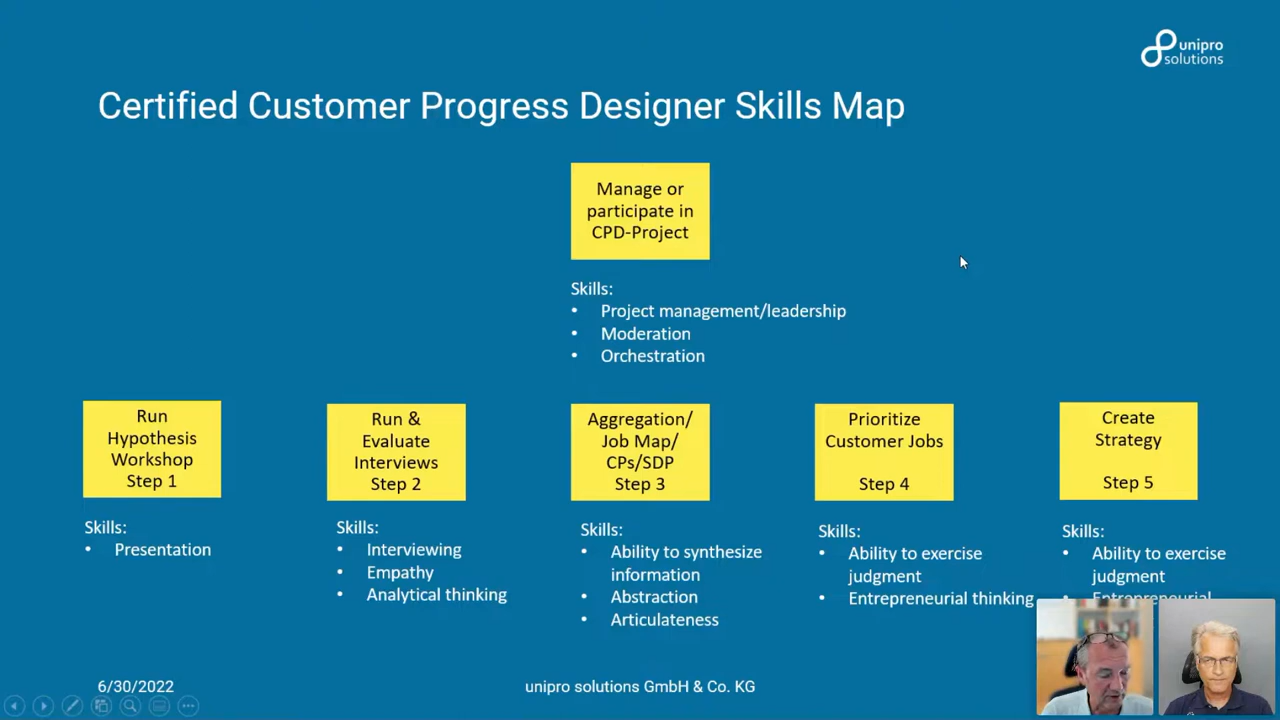 unipro
solutions
Certified Customer Progress Designer Skills Map
Manage or
participate in
CPD-Project
Skills:
• Project management/leadership
• Moderation
• Orchestration
Run
Hypothesis
Workshop
Step 1
Skills:
• Presentation
Run &
Evaluate
Interviews
Step 2
Skills:
• Interviewing
• Empathy
• Analytical thinking
Aggregation/
Job Map/
CPs/SDP
Step 3
Skills:
• Ability to synthesize
information
• Abstraction
• Articulateness
Prioritize
Customer Jobs
Step 4
Skills:
• Ability to exercise
judgment
• Entrepreneurial thinking
Create
Strategy
Step 5
Skills:
• Ability to exercise
judgment
• Entrepreneurial
6/30/2022
unipro solutions GmbH & Co. KG